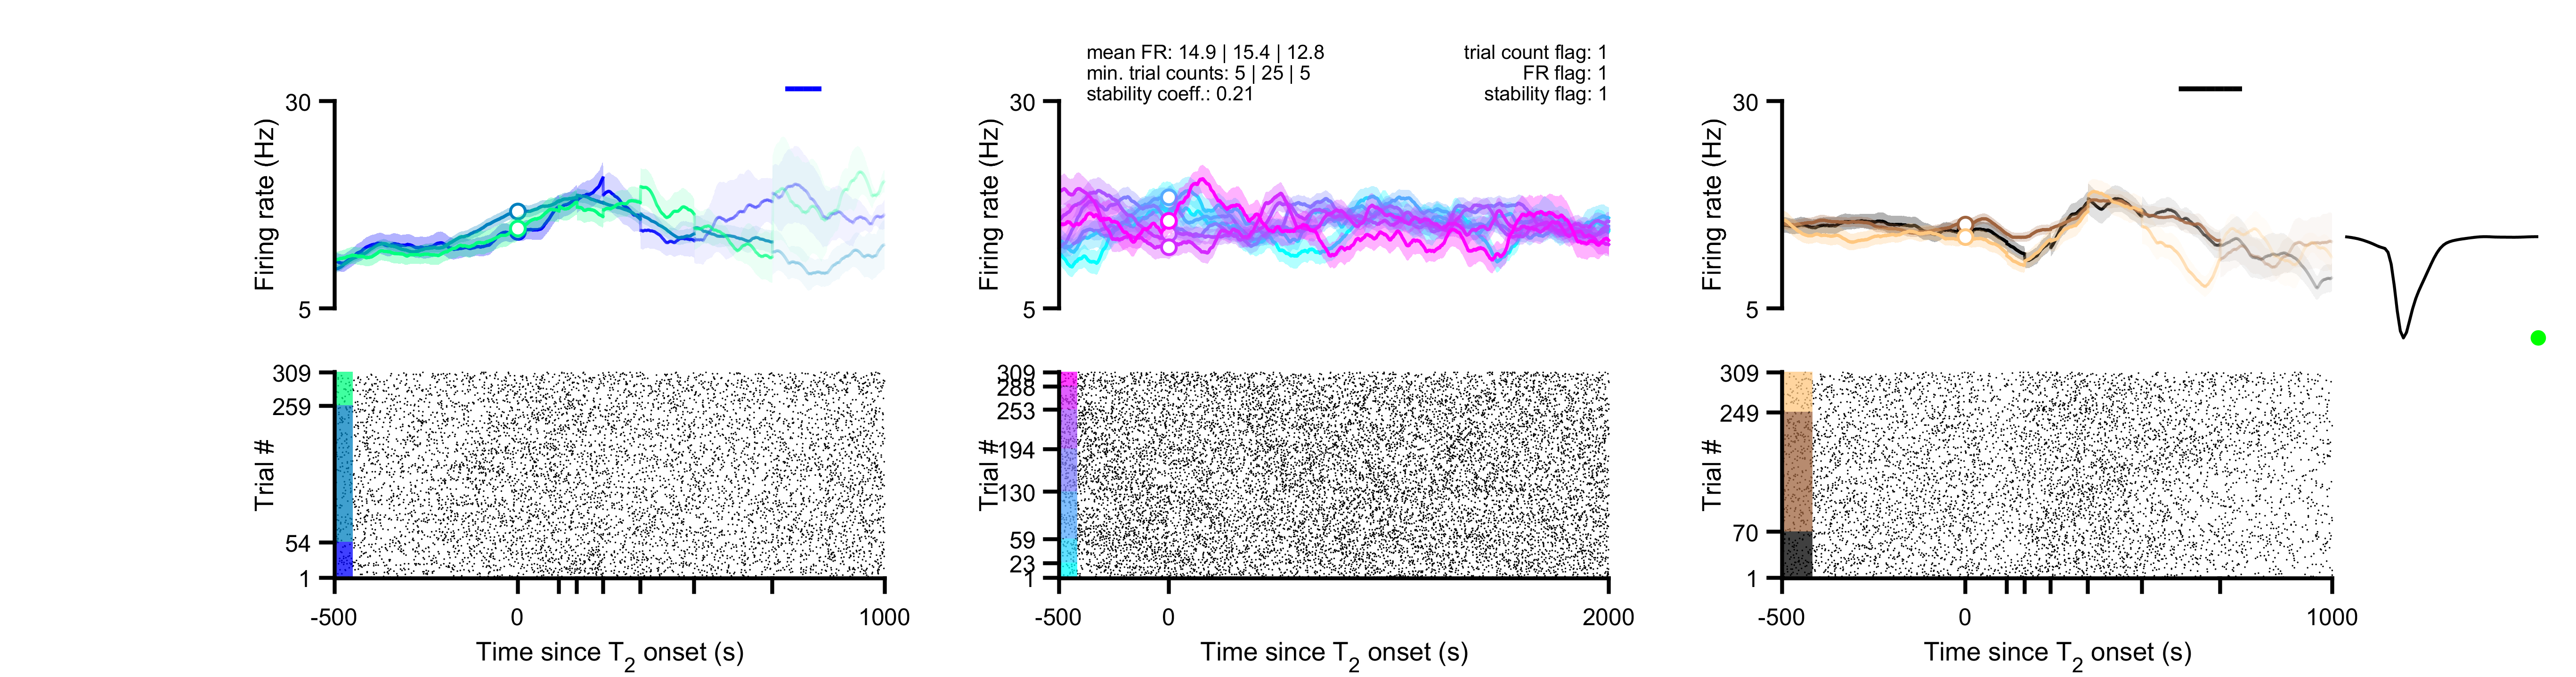 mean FR: 14.9 | 15.4 | 12.8
min. trial counts: 5 | 25 | 5
stability coeff.: 0.21
trial count flag: 1
FR flag: 1
stability flag: 1
30
Firing rate (Hz)
5
30
Firing rate (Hz)
5
30
Firing rate (Hz)
5
309
259
Trial #
54
1
-500
0
1000
Time since T2 onset (s)
309
288
253
194
Trial #
130
59
23
1
-500
0
2000
Time since T2 onset (s)
309
249
Trial #
70
1
-500
0
1000
Time since T2 onset (s)